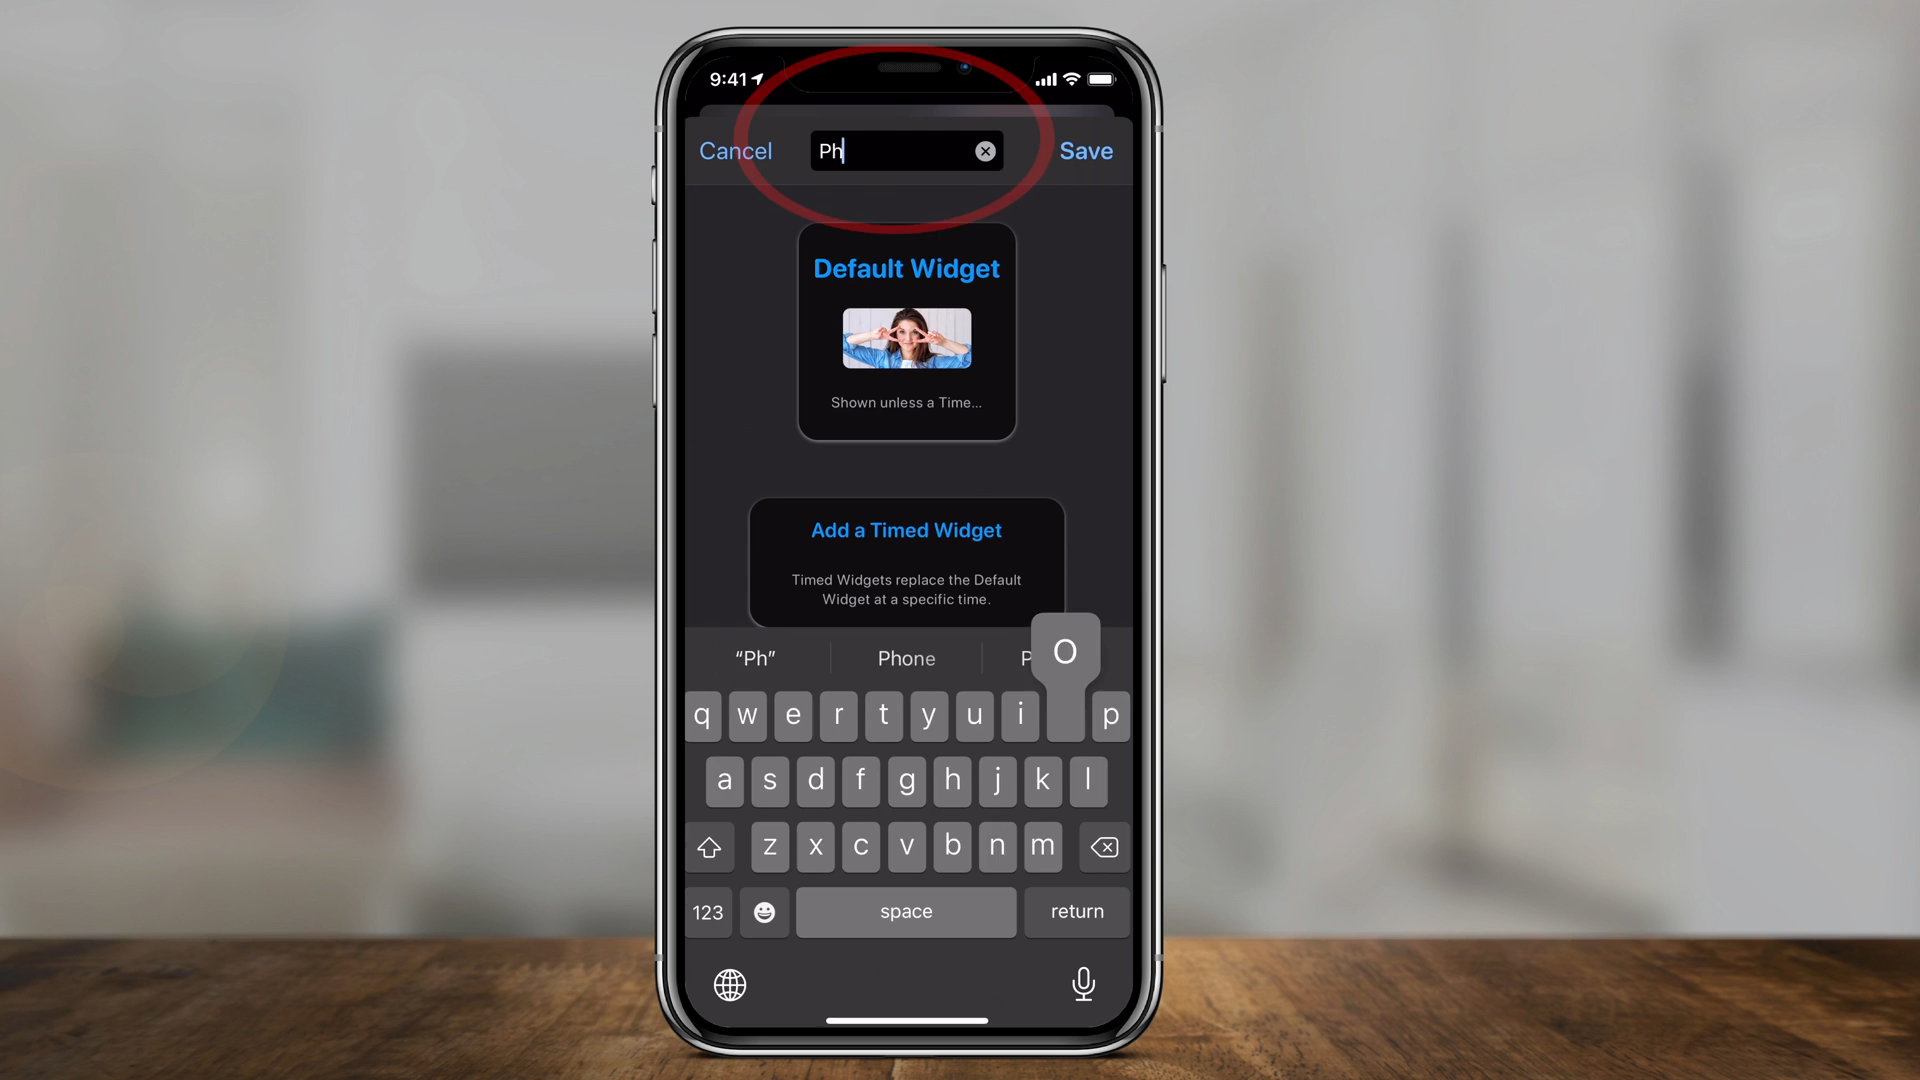 9:41
Cancel
Ph
Save
Default Widget
Shown unless a Time...
Add a Timed Widget
Timed Widgets replace the Default
Widget at a specific time.
“Ph” Phone P
O
q w e r t y u i p
a s d f g h j k l
z x c v b n m
123 space return